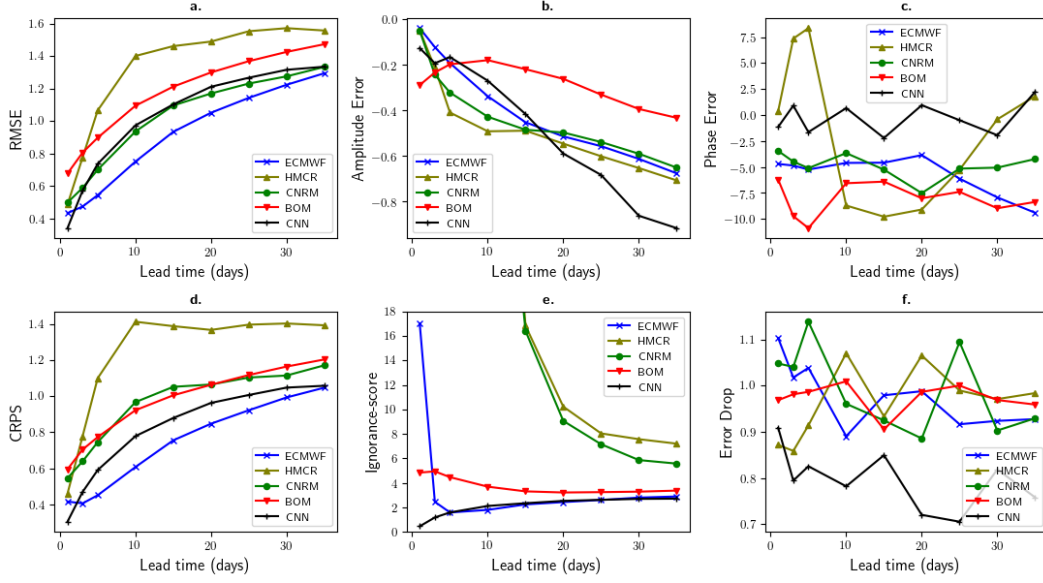 a.
1.6
1.4
1.2
1.0
0.8
0.6
0.4
RMSE
0
10
20
30
Lead time (days)
ECMWF
HMCR
CNRM
BOM
CNN
b.
0.0
−0.2
−0.4
−0.6
−0.8
Amplitude Error
0
10
20
30
Lead time (days)
ECMWF
HMCR
CNRM
BOM
CNN
c.
7.5
5.0
2.5
0.0
−2.5
−5.0
−7.5
−10.0
Phase Error
0
10
20
30
Lead time (days)
ECMWF
HMCR
CNRM
BOM
CNN
d.
1.4
1.2
1.0
0.8
0.6
0.4
CRPS
0
10
20
30
Lead time (days)
ECMWF
HMCR
CNRM
BOM
CNN
e.
18
16
14
12
10
8
6
4
2
0
Ignorance-score
0
10
20
30
Lead time (days)
ECMWF
HMCR
CNRM
BOM
CNN
f.
1.1
1.0
0.9
0.8
0.7
Error Drop
0
10
20
30
Lead time (days)
ECMWF
HMCR
CNRM
BOM
CNN